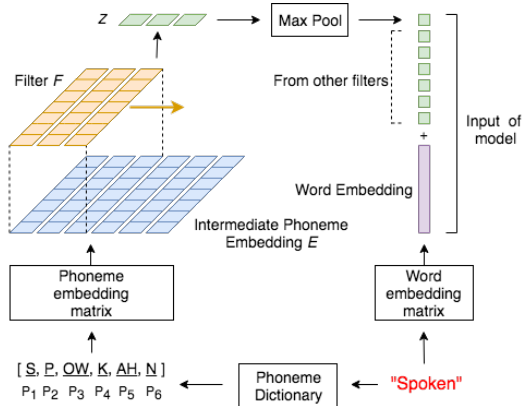 Z
Max Pool
Filter F
From other filters
Input of
model
+
Word Embedding
Intermediate Phoneme
Embedding E
Phoneme
embedding
matrix
Word
embedding
matrix
[ S, P, OW, K, AH, N ]
P1 P2 P3 P4 P5 P6
Phoneme
Dictionary
"Spoken"